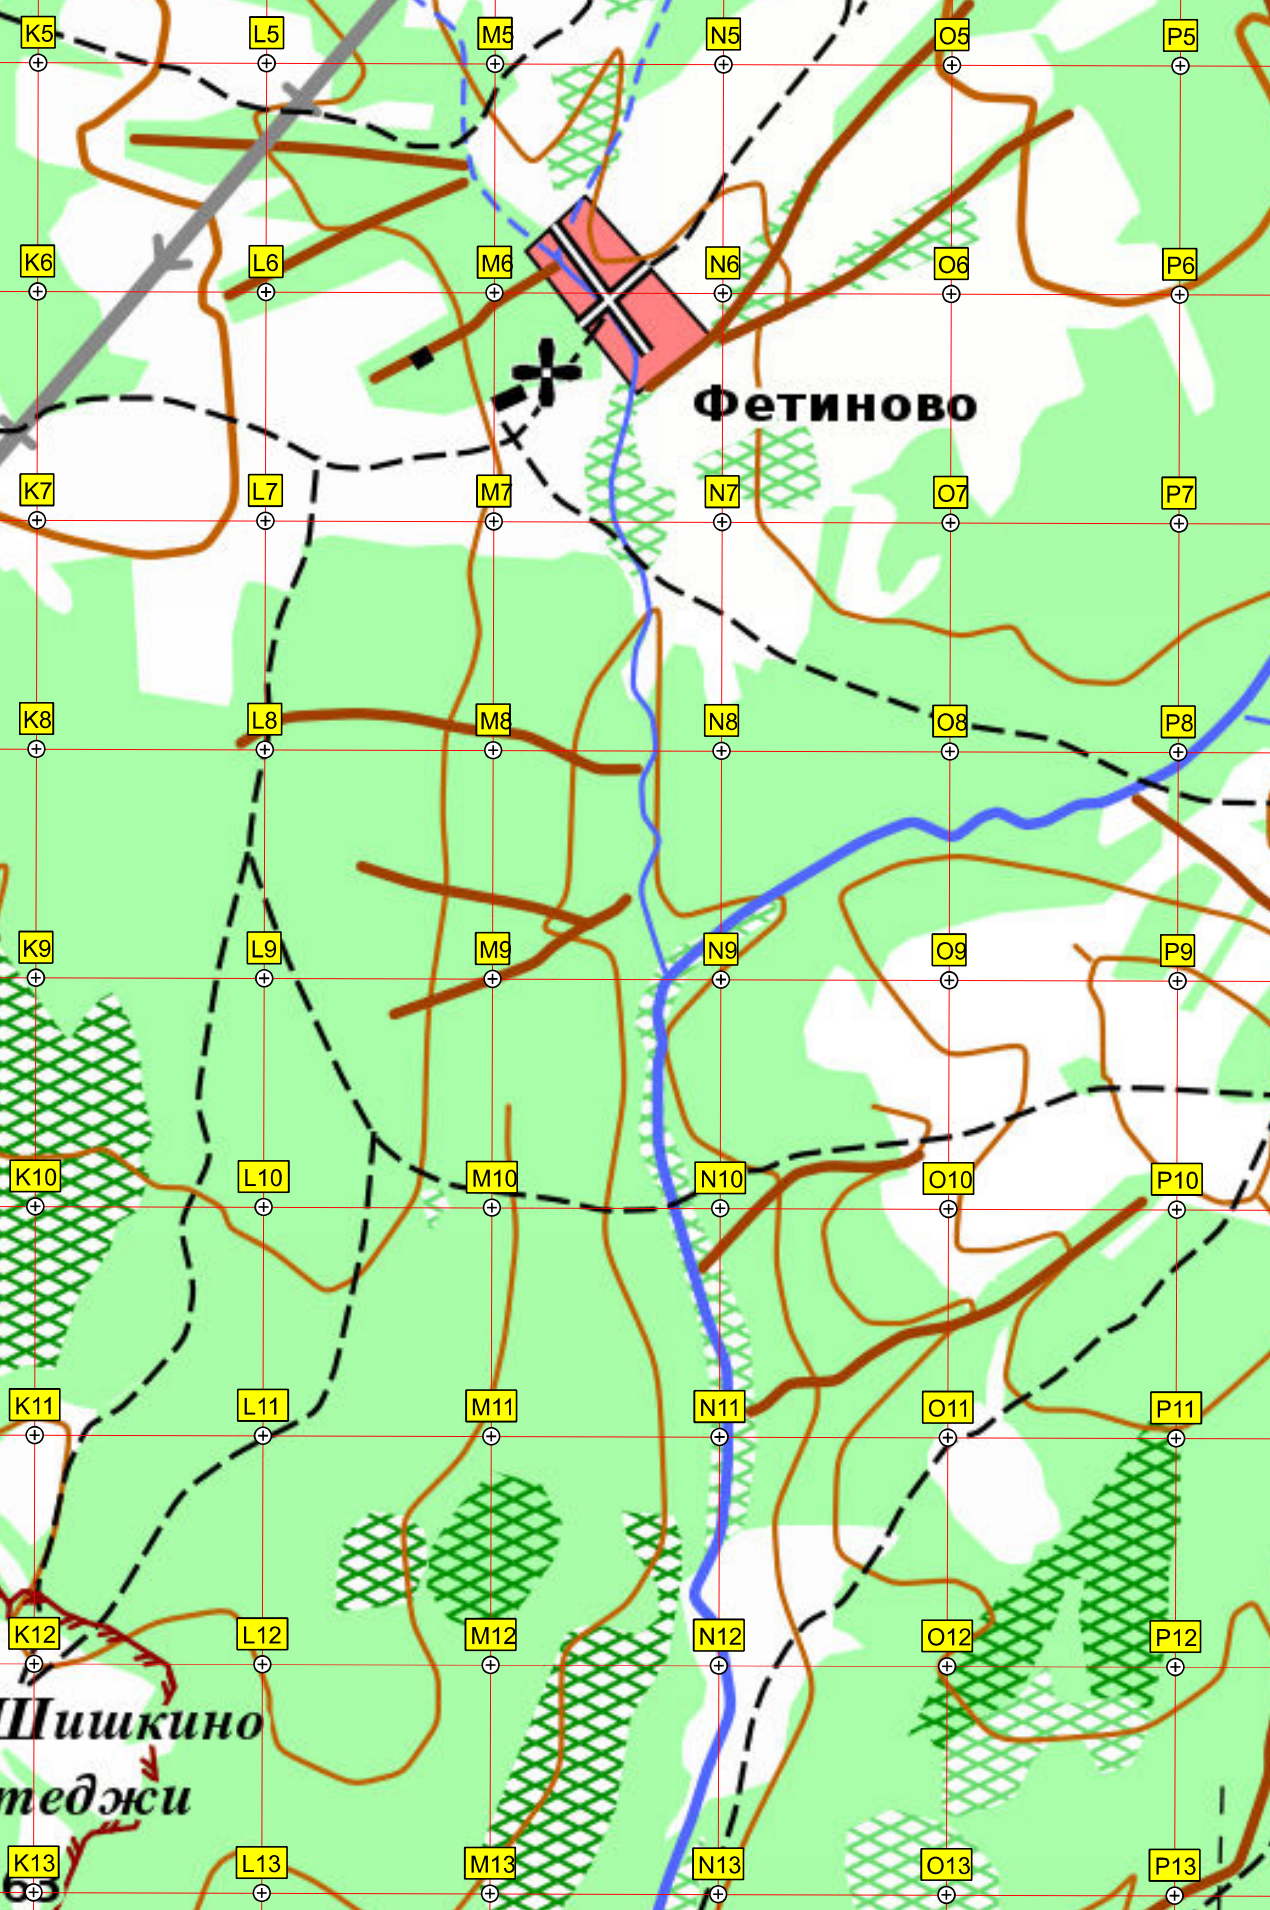 K5 L5 M5 N5 O5 P5
K6 L6 M6 N6 O6 P6
Фетиново
K7 L7 M7 N7 O7 P7
K8 L8 M8 N8 O8 P8
K9 L9 M9 N9 O9 P9
K10 L10 M10 N10 O10 P10
K11 L11 M11 N11 O11 P11
K12 L12 M12 N12 O12 P12
Шишкино
теджи
K13 L13 M13 N13 O13 P13